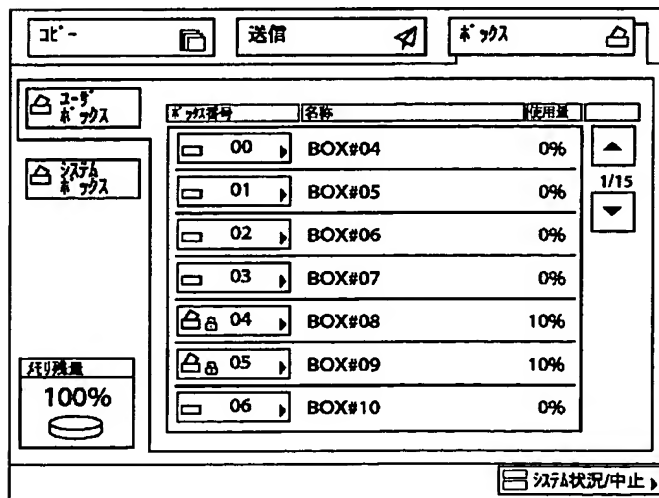 コピー
送信
ボックス
ユーザ
ボックス
システム
ボックス
ボックス番号 名称 使用量
00 BOX#04 0%
01 BOX#05 0%
02 BOX#06 0%
03 BOX#07 0%
04 BOX#08 10%
05 BOX#09 10%
06 BOX#10 0%
1/15
メモリ残量
100%
システム状況/中止